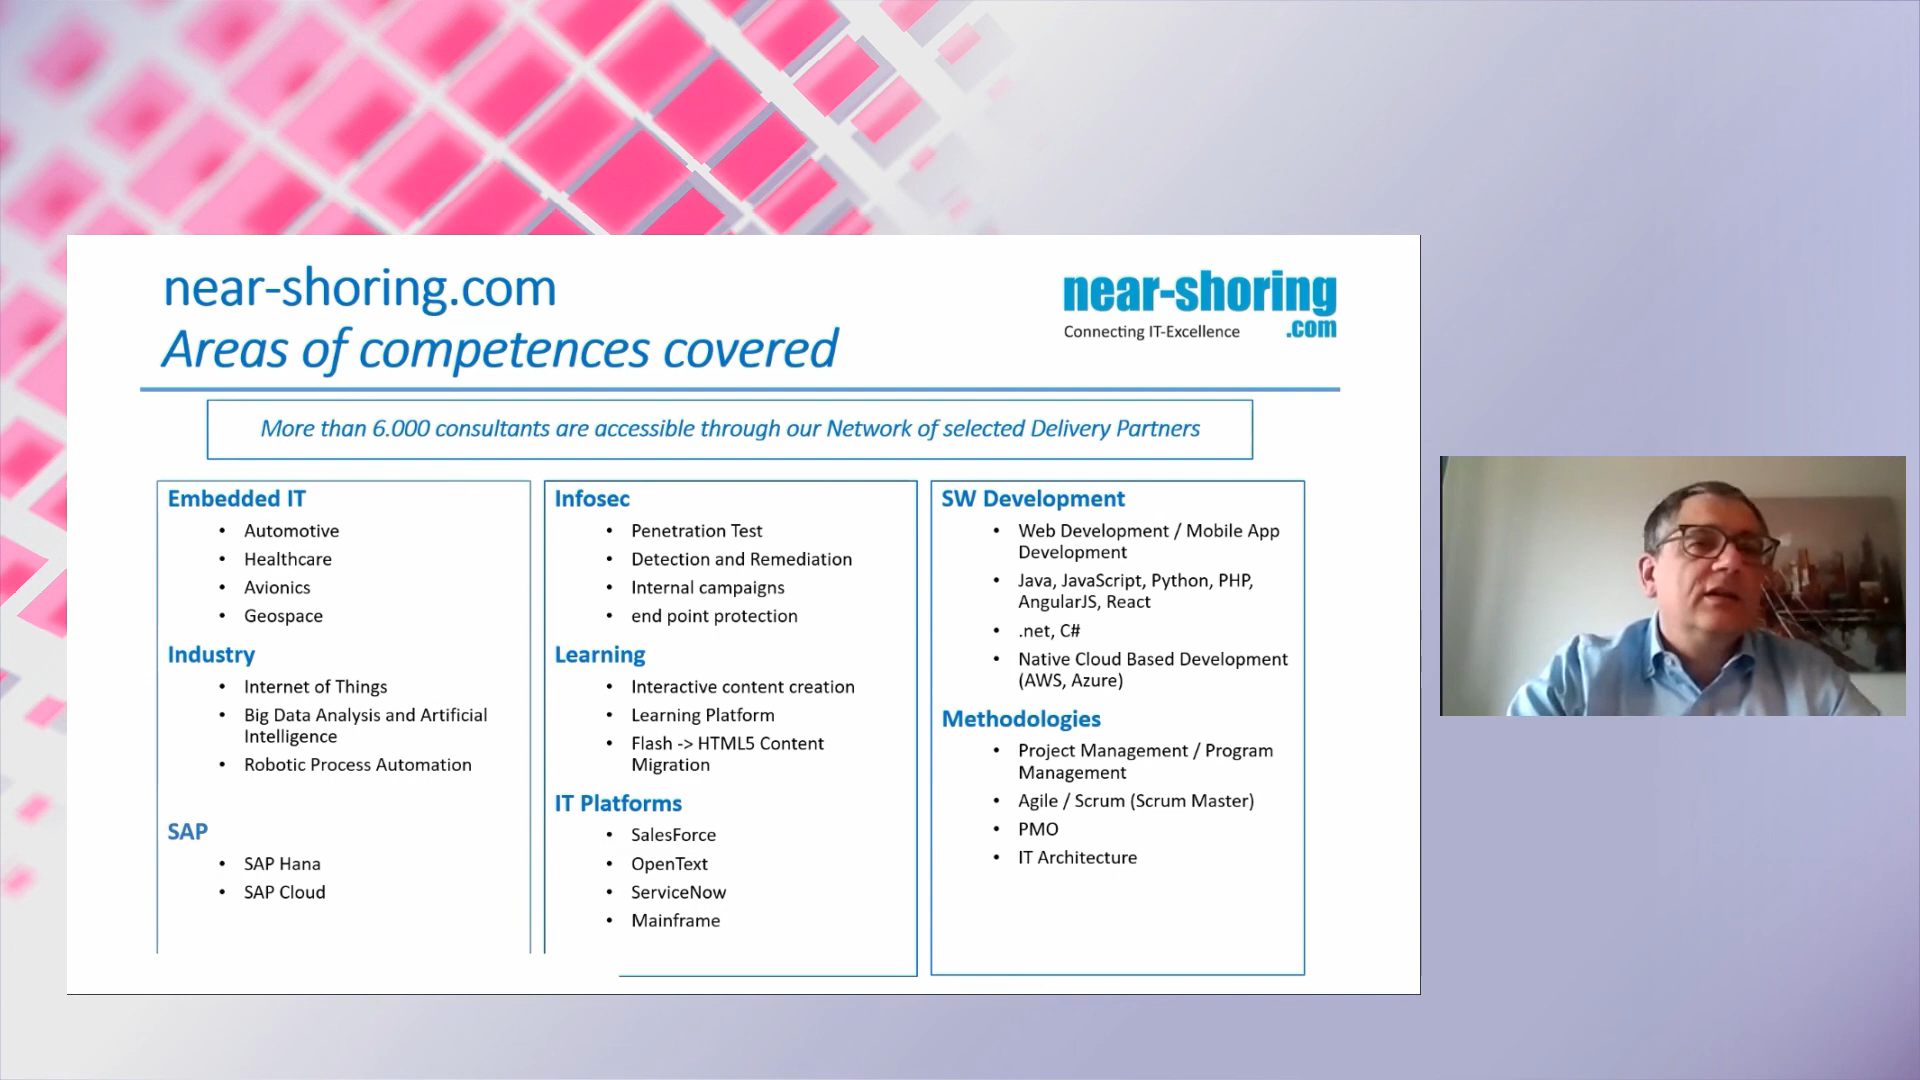 near-shoring.com
Areas of competences covered
near-shoring
.com
Connecting IT-Excellence
More than 6.000 consultants are accessible through our Network of selected Delivery Partners
Embedded IT
• Automotive
• Healthcare
• Avionics
• Geospace
Industry
• Internet of Things
• Big Data Analysis and Artificial
Intelligence
• Robotic Process Automation
SAP
• SAP Hana
• SAP Cloud
Infosec
• Penetration Test
• Detection and Remediation
• Internal campaigns
• end point protection
Learning
• Interactive content creation
• Learning Platform
• Flash -> HTML5 Content
Migration
IT Platforms
• SalesForce
• OpenText
• ServiceNow
• Mainframe
SW Development
• Web Development / Mobile App
Development
• Java, JavaScript, Python, PHP,
AngularJS, React
• .net, C#
• Native Cloud Based Development
(AWS, Azure)
Methodologies
• Project Management / Program
Management
• Agile / Scrum (Scrum Master)
• PMO
• IT Architecture